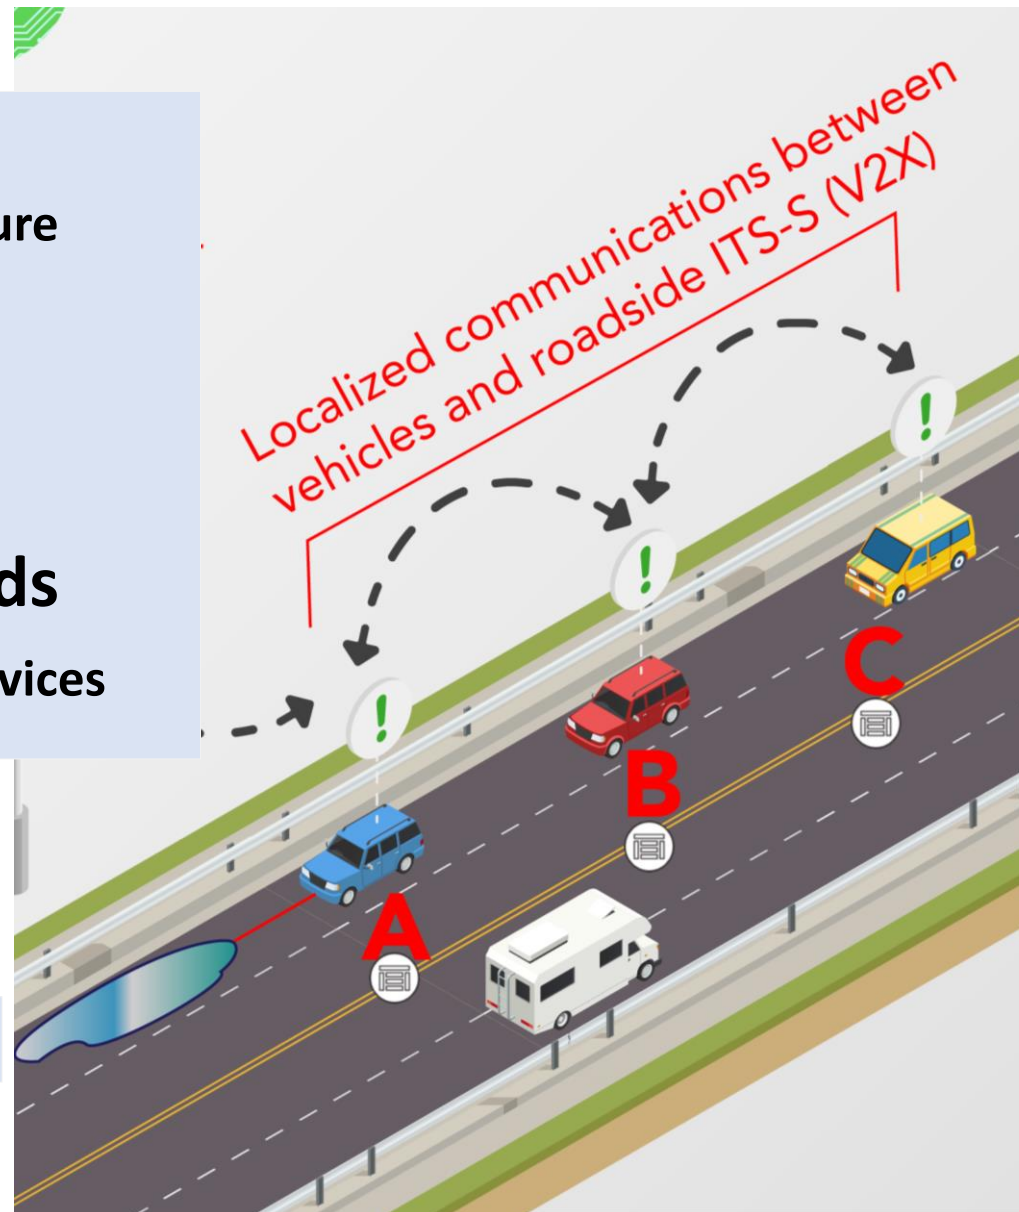 ure
ds
vices
Localized communications between
vehicles and roadside ITS-S (V2X)
!
!
!
A
B
C